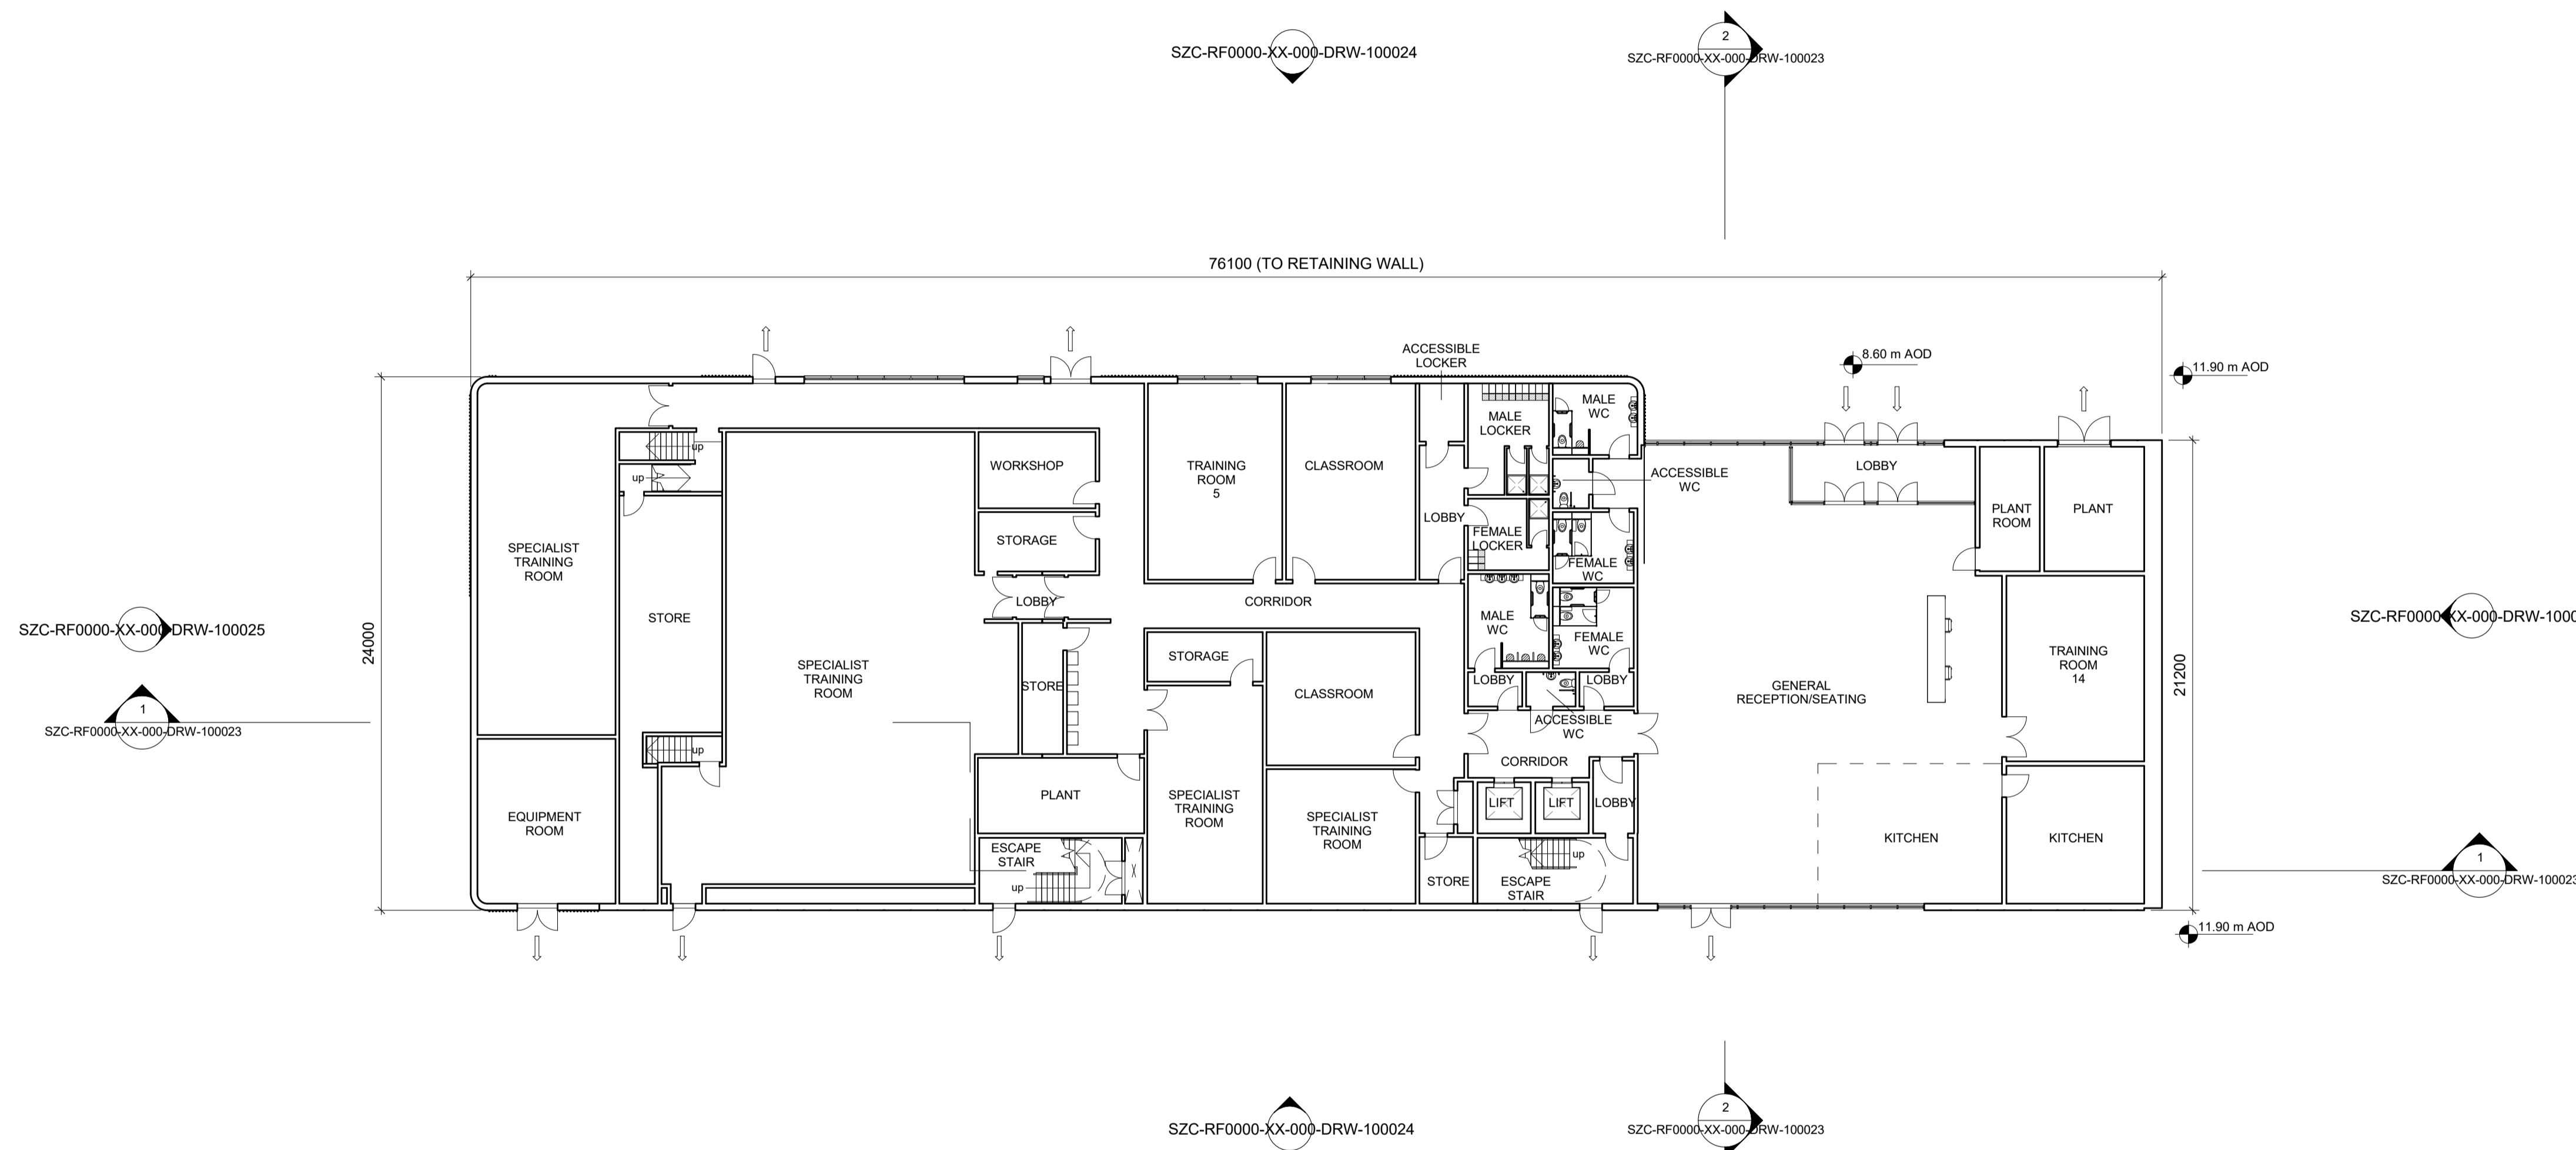 SZC-RF0000-XX-000-DRW-100024
2
SZC-RF0000-XX-000-DRW-100023
76100 (TO RETAINING WALL)
ACCESSIBLE
LOCKER
8.60 m AOD
11.90 m AOD
MALE
WC
MALE
LOCKER
up
WORKSHOP
TRAINING
ROOM
5
CLASSROOM
LOBBY
ACCESSIBLE
WC
up
PLANT
ROOM
PLANT
LOBBY
STORAGE
FEMALE
LOCKER
SPECIALIST
TRAINING
ROOM
FEMALE
WC
LOBBY
CORRIDOR
STORE
MALE
WC
FEMALE
WC
SZC-RF0000-XX-000-DRW-100025
SZC-RF0000-XX-000-DRW-100
24000
STORAGE
SPECIALIST
TRAINING
ROOM
STORE
CLASSROOM
LOBBY
LOBBY
GENERAL
RECEPTION/SEATING
TRAINING
ROOM
14
21200
1
SZC-RF0000-XX-000-DRW-100023
ACCESSIBLE
WC
up
CORRIDOR
PLANT
SPECIALIST
TRAINING
ROOM
LIFT
LIFT
LOBBY
EQUIPMENT
ROOM
SPECIALIST
TRAINING
ROOM
KITCHEN
KITCHEN
ESCAPE
STAIR
up
up
STORE
ESCAPE
STAIR
1
SZC-RF0000-XX-000-DRW-100023
11.90 m AOD
2
SZC-RF0000-XX-000-DRW-100024
SZC-RF0000-XX-000-DRW-100023